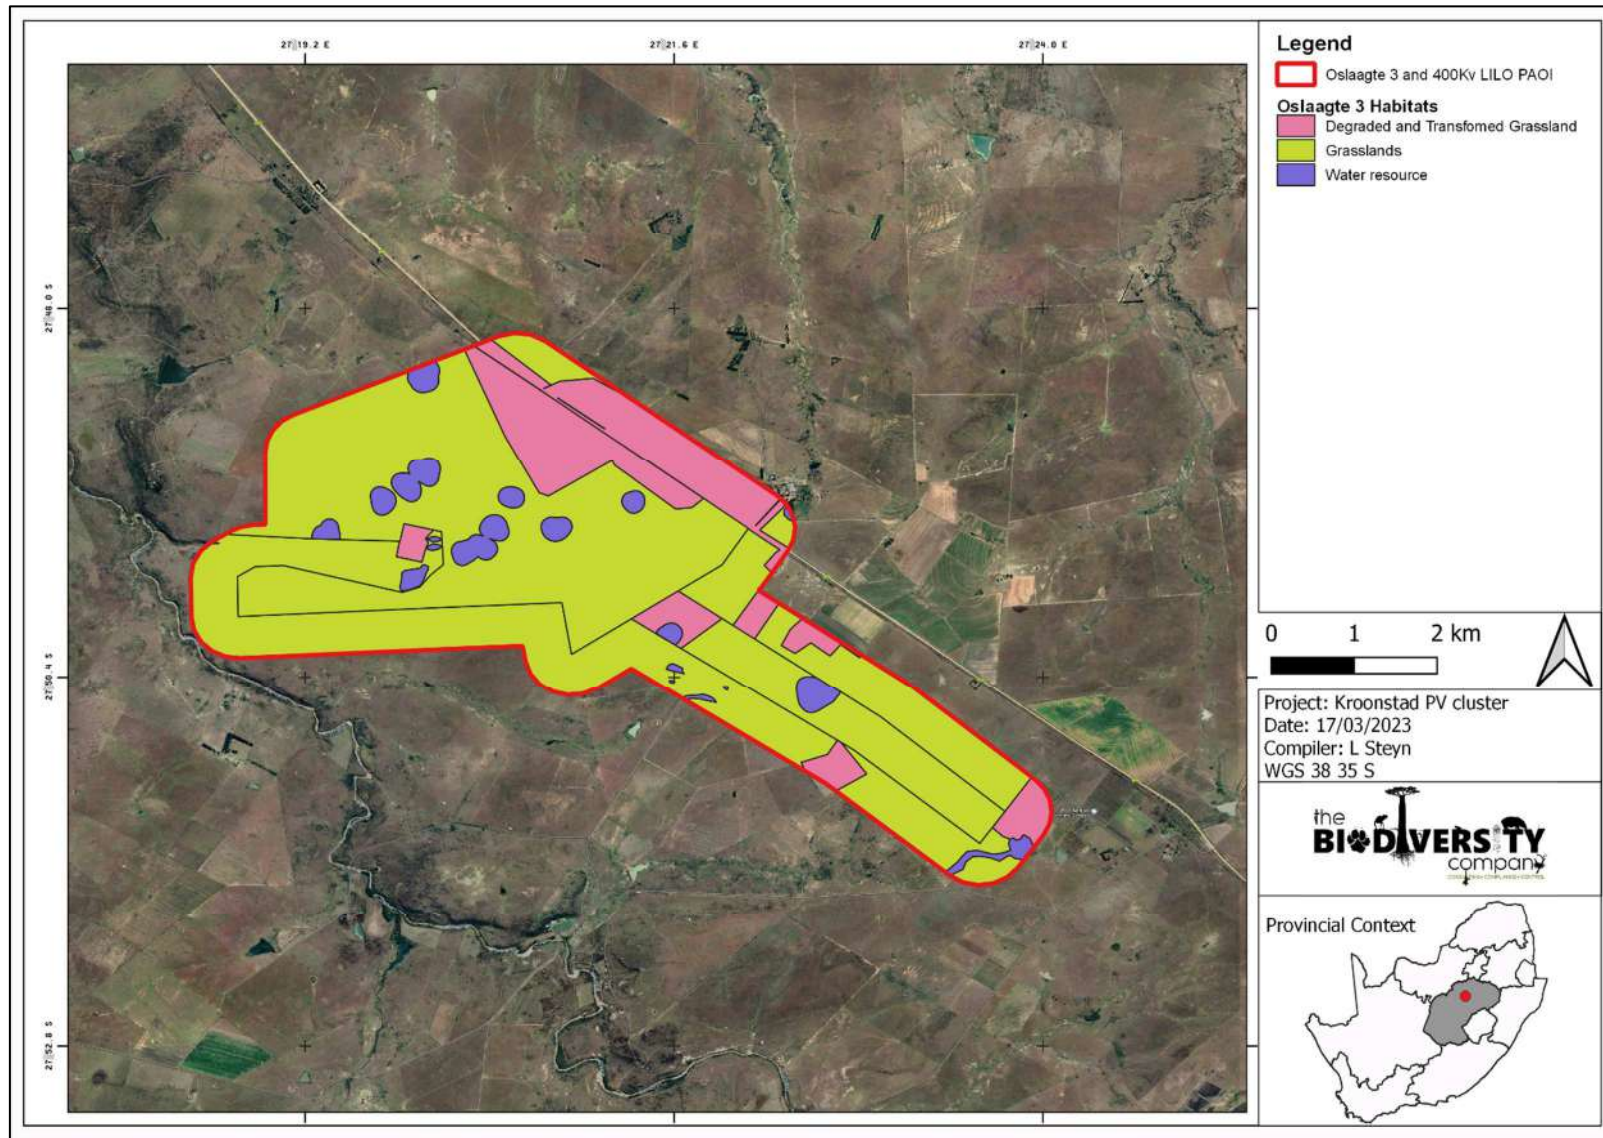 27°19.2 E
27°21.6 E
27°24.0 E
27°48.0 S
27°50.4 S
27°52.8 S
Legend
Oslaagte 3 and 400Kv LILO PAOI
Oslaagte 3 Habitats
Degraded and Transfomed Grassland
Grasslands
Water resource
0 1 2 km
Project: Kroonstad PV cluster
Date: 17/03/2023
Compiler: L Steyn
WGS 38 35 S
the
BIODIVERSITY
company
Provincial Context